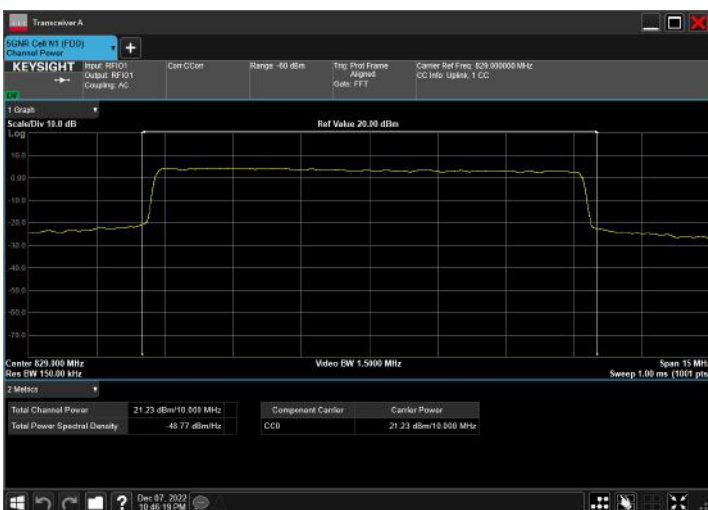 Transceiver A
5GNR Cell N1 (FDD)
Channel Power
KEYSIGHT
Input: RFIO1
Output: RFIO1
Coupling: AC
Corr CCorr
Range -60 dBm
Trig: Prot Frame
Aligned
Gate: FFT
Carrier Ref Freq: 829.000000 MHz
CC Info: Uplink, 1 CC
1 Graph
Scale/Div 10.0 dB
Ref Value 20.00 dBm
Log
10.0
0.00
-10.0
-20.0
-30.0
-40.0
-50.0
-60.0
-70.0
Center 829.000 MHz
Video BW 1.5000 MHz
Span 15 MH
Res BW 150.00 kHz
Sweep 1.00 ms (1001 pts
2 Metrics
Total Channel Power
21.23 dBm/10.000 MHz
Total Power Spectral Density
-48.77 dBm/Hz
Component Carrier
Carrier Power
CC0
21.23 dBm/10.000 MHz
?
Dec 07, 2022
10:46:19 PM